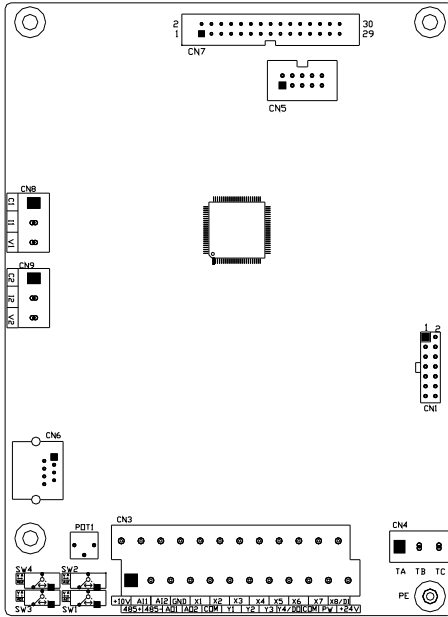 2 30
1 29
CN7
CN5
CN8
C1
I1
V1
CN9
C2
I2
V2
1 2
CN1
CN6
POT1
CN3
CN4
TA TB TC
SW4 SW2
SW3 SW1
PE
+10V AI1 AI2 GND X1 X2 X3 X4 X5 X6 X7 X8/DI
485+ 485- AO1 AO2 COM Y1 Y2 Y3 Y4/DO COM PW +24V